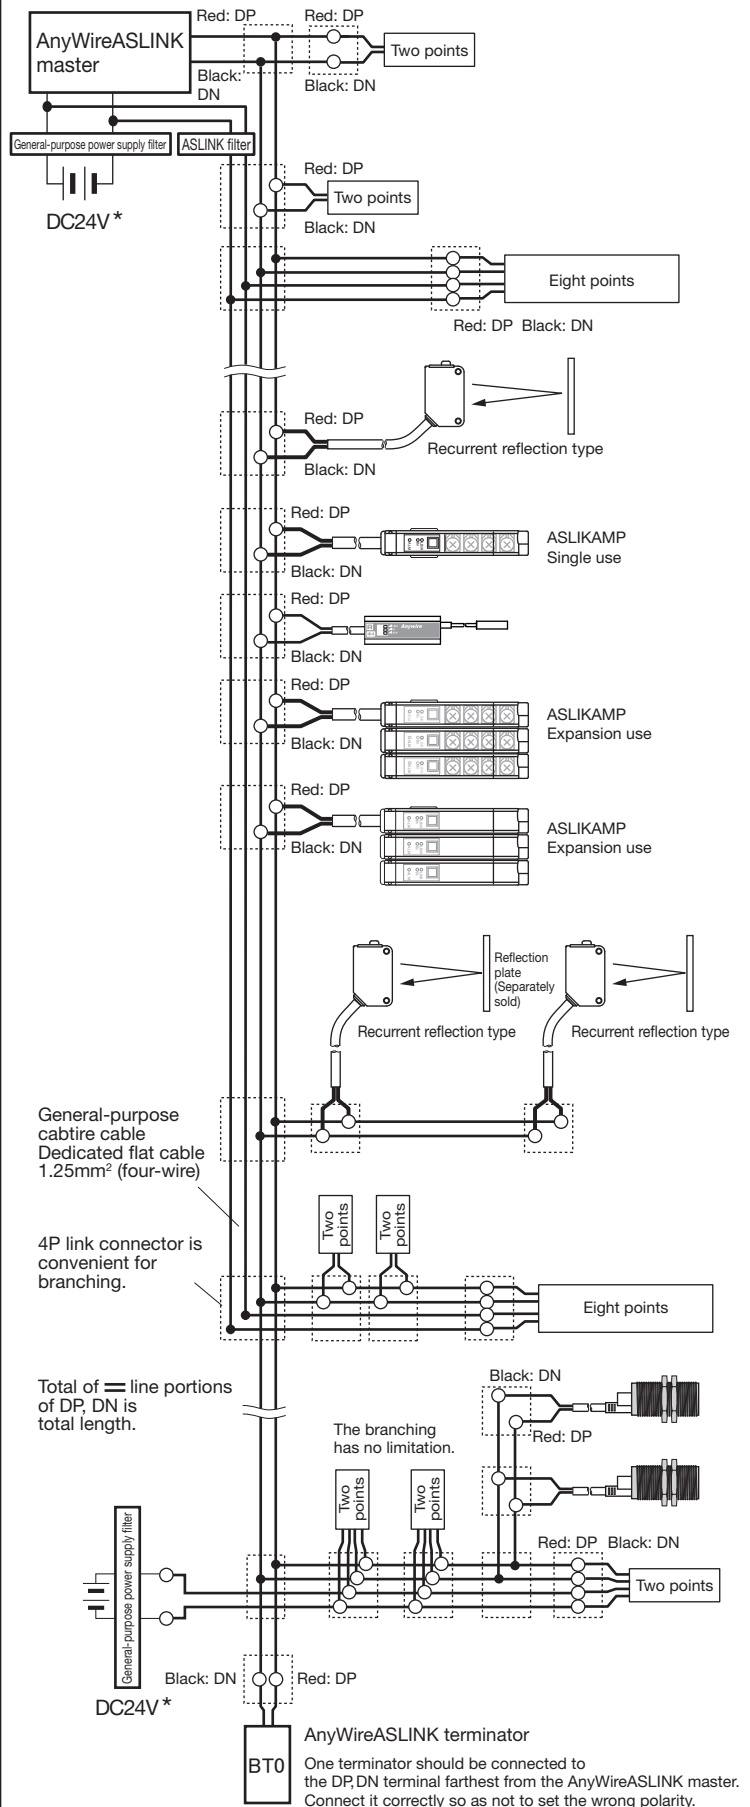 Red: DP
Red: DP
AnyWireASLINK
master
Two points
Black:
DN
Black: DN
General-purpose power supply filter
ASLINK filter
DC24V*
Red: DP
Two points
Black: DN
Eight points
Red: DP Black: DN
Red: DP
Recurrent reflection type
Black: DN
Red: DP
ASLIKAMP
Single use
Black: DN
Red: DP
Anywire
Black: DN
Red: DP
ASLIKAMP
Expansion use
Black: DN
Red: DP
ASLIKAMP
Expansion use
Black: DN
Reflection
plate
(Separately
sold)
Recurrent reflection type
Recurrent reflection type
General-purpose
cabtire cable
Dedicated flat cable
1.25mm² (four-wire)
Two
points
Two
points
4P link connector is
convenient for
branching.
Eight points
Total of = line portions
of DP, DN is
total length.
Black: DN
Red: DP
The branching
has no limitation.
Two
points
Two
points
Red: DP Black: DN
Two points
General-purpose power supply filter
DC24V*
Black: DN
Red: DP
BT0
AnyWireASLINK terminator
One terminator should be connected to
the DP,DN terminal farthest from the AnyWireASLINK master.
Connect it correctly so as not to set the wrong polarity.